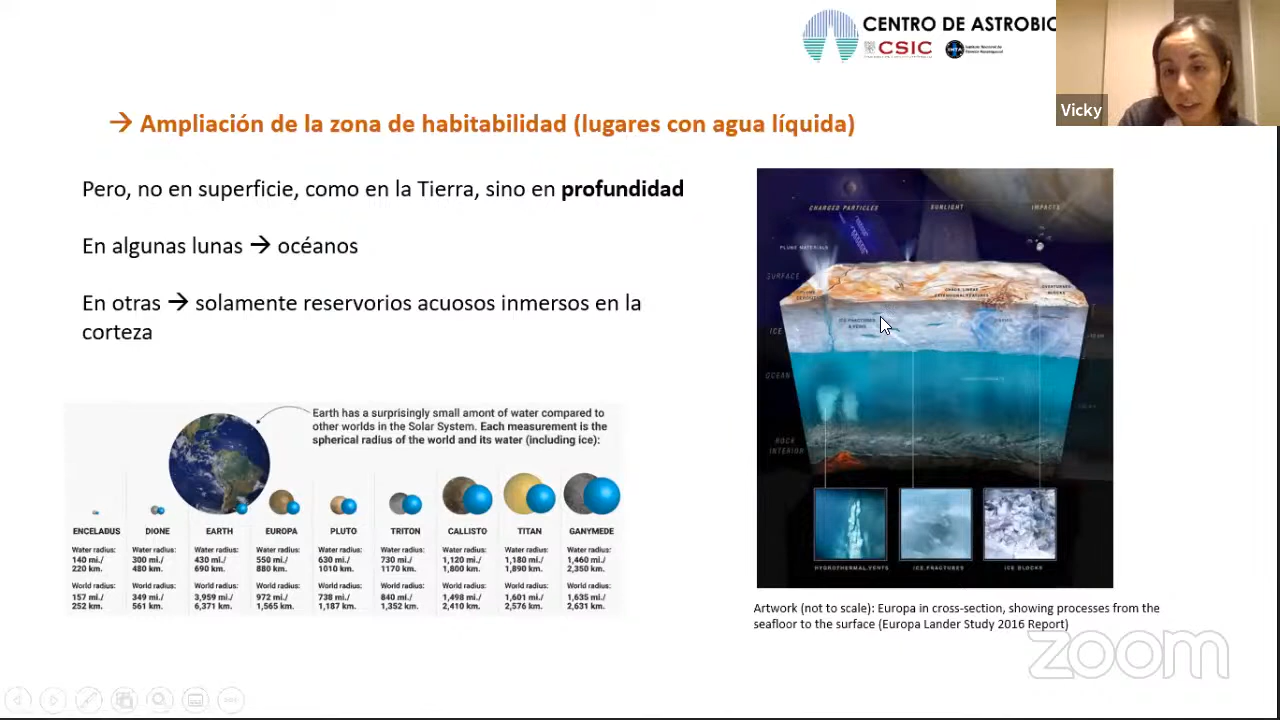 CENTRO DE ASTROBIO
CSIC
Vicky
→ Ampliación de la zona de habitabilidad (lugares con agua líquida)
Pero, no en superficie, como en la Tierra, sino en profundidad
En algunas lunas → océanos
En otras → solamente reservorios acuosos inmersos en la
corteza
Earth has a surprisingly small amont of water compared to
other worlds in the Solar System. Each measurement is the
spherical radius of the world and its water (including ice):
ENCELADUS DIONE EARTH EUROPA PLUTO TRITON CALLISTO TITAN GANYMEDE
Water radius: Water radius: Water radius: Water radius: Water radius: Water radius: Water radius: Water radius: Water radius:
140 mi./ 300 mi./ 430 mi./ 550 mi./ 630 mi./ 730 mi./ 1,120 mi./ 1,180 mi./ 1,460 mi./
220 km. 480 km. 690 km. 880 km. 1010 km. 1170 km. 1,800 km. 1,890 km. 2,350 km.
World radius: World radius: World radius: World radius: World radius: World radius: World radius: World radius: World radius:
157 mi./ 349 mi./ 3,959 mi./ 972 mi./ 738 mi./ 840 mi./ 1,498 mi./ 1,601 mi./ 1,635 mi./
252 km. 561 km. 6,371 km. 1,565 km. 1,187 km. 1,352 km. 2,410 km. 2,576 km. 2,631 km.
CHARGED PARTICLES SUNLIGHT IMPACTS
PLUME MATERIALS
SURFACE
ICE FRACTURES
ICE
OCEAN
ROCK
INTERIOR
HYDROTHERMAL VENTS ICE FRACTURES ICE BLOCKS
Artwork (not to scale): Europa in cross-section, showing processes from the
seafloor to the surface (Europa Lander Study 2016 Report)
zoom